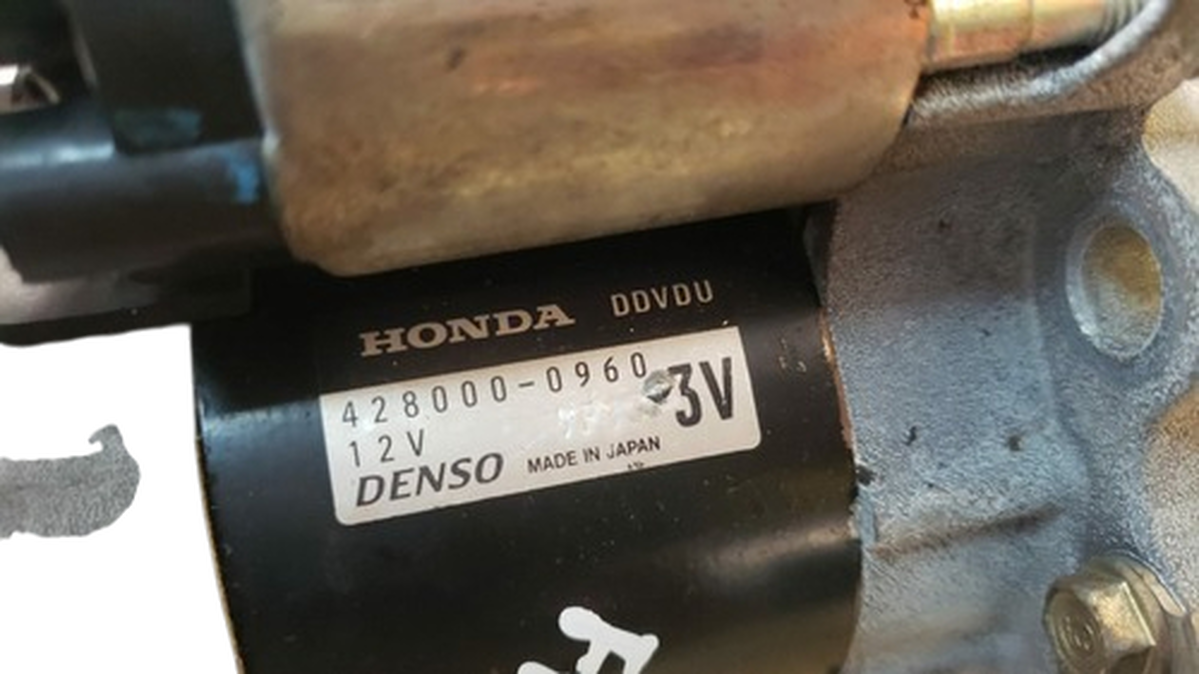 HONDA DDVDU
428000-0960 3V
12V
DENSO MADE IN JAPAN